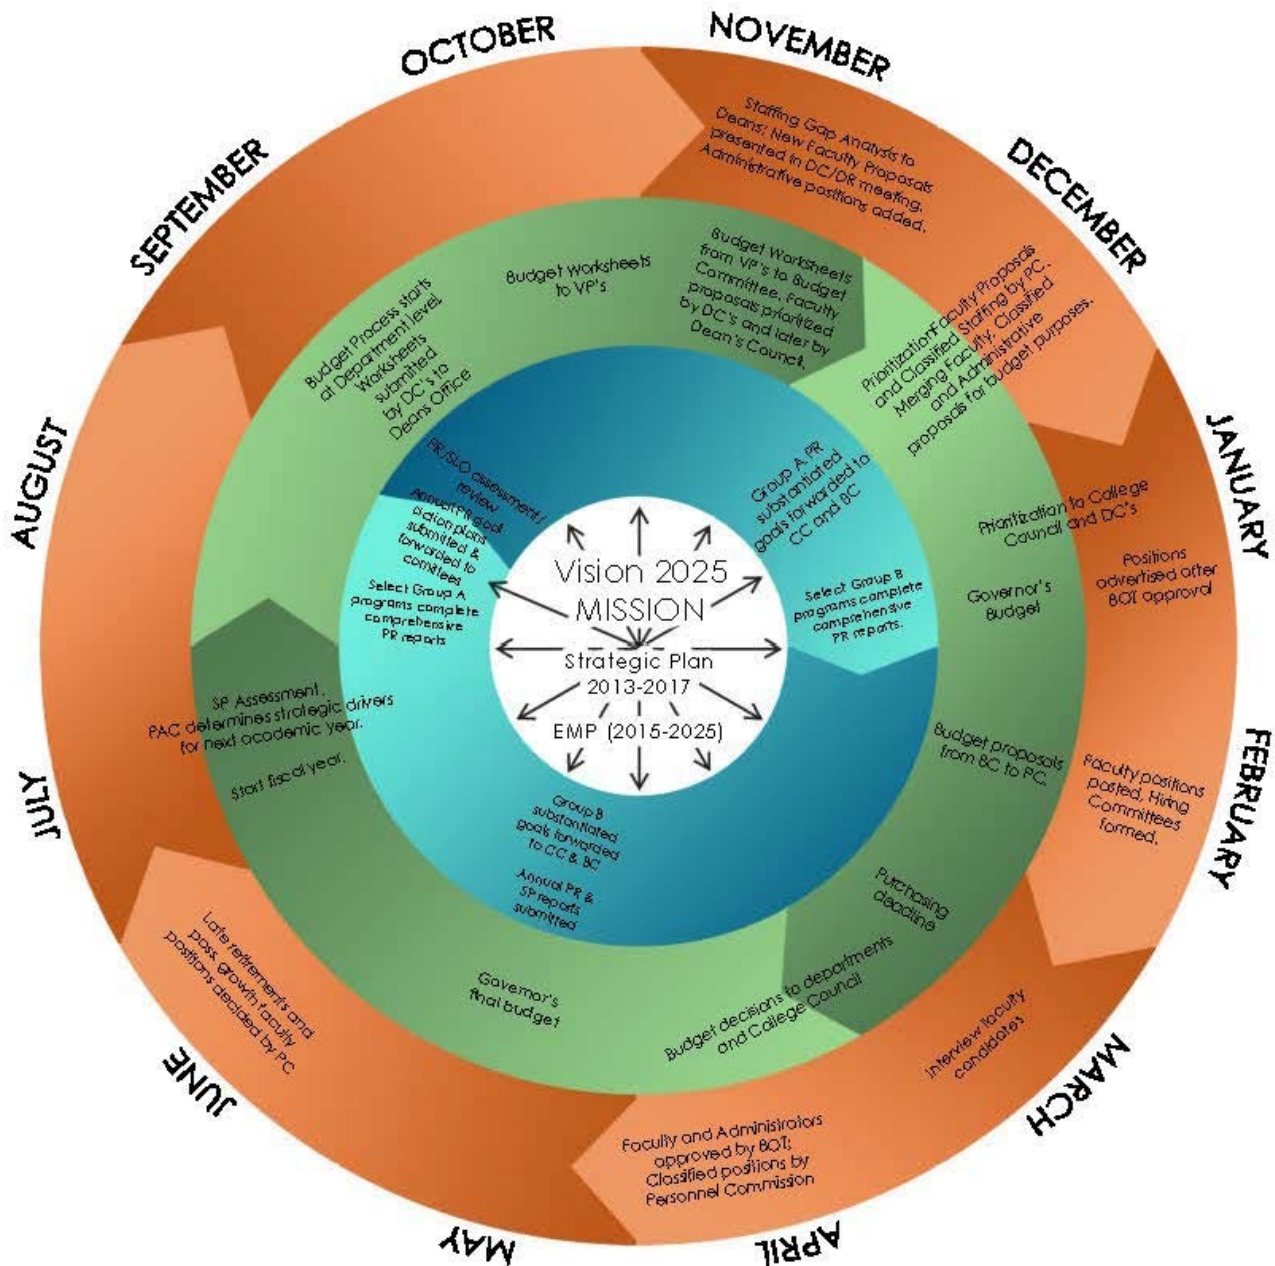 OCTOBER
NOVEMBER
DECEMBER
JANUARY
FEBRUARY
MARCH
APRIL
MAY
JUNE
JULY
AUGUST
SEPTEMBER
Staffing Gap Analysis to
Deans; New Faculty Proposals
presented in DC/DR meeting.
Administrative positions added.
Prioritization Faculty Proposals
and Classified Staffing by PC.
Merging Faculty, Classified
and Administrative
proposals for budget purposes.
Positions
advertised after
BOT approval
Faculty positions
posted, Hiring
Committees
formed.
Interview faculty
candidates
Faculty and Administrators
approved by BOT;
Classified positions by
Personnel Commission
Late retirements and
poss. growth faculty
positions decided by PC
Budget Process starts
at Department level.
Worksheets
submitted
by DC's to
Deans Office
Budget Worksheets
to VP's
Budget Worksheets
from VP's to Budget
Committee. Faculty
proposals prioritized
by DC's and later by
Dean's Council.
Prioritization to College
Council and DC's
Governor's
Budget
Budget proposals
from BC to PC.
Purchasing
deadline
Budget decisions to departments
and College Council
Governor's
final budget
SP Assessment.
PAC determines strategic drivers
for next academic year.
Start fiscal year.
PR/SLO assessment/
review
Annual PR goal
action plans
submitted &
forwarded to
comittees
Select Group A
programs complete
comprehensive
PR reports
Group A PR
substantiated
goals forwarded to
CC and BC
Select Group B
programs complete
comprehensive
PR reports.
Group B
substantiated
goals forwarded
to CC & BC
Annual PR &
SP reports
submitted
Vision 2025
MISSION
Strategic Plan
2013-2017
EMP (2015-2025)